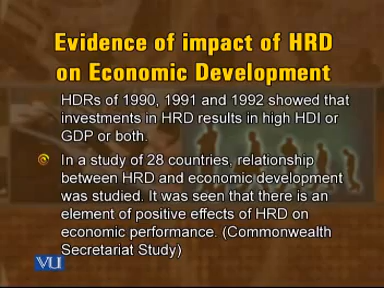 Evidence of impact of HRD
on Economic Development
HDRs of 1990, 1991 and 1992 showed that
investments in HRD results in high HDI or
GDP or both.
In a study of 28 countries, relationship
between HRD and economic development
was studied. It was seen that there is an
element of positive effects of HRD on
economic performance. (Commonwealth
Secretariat Study)
VU